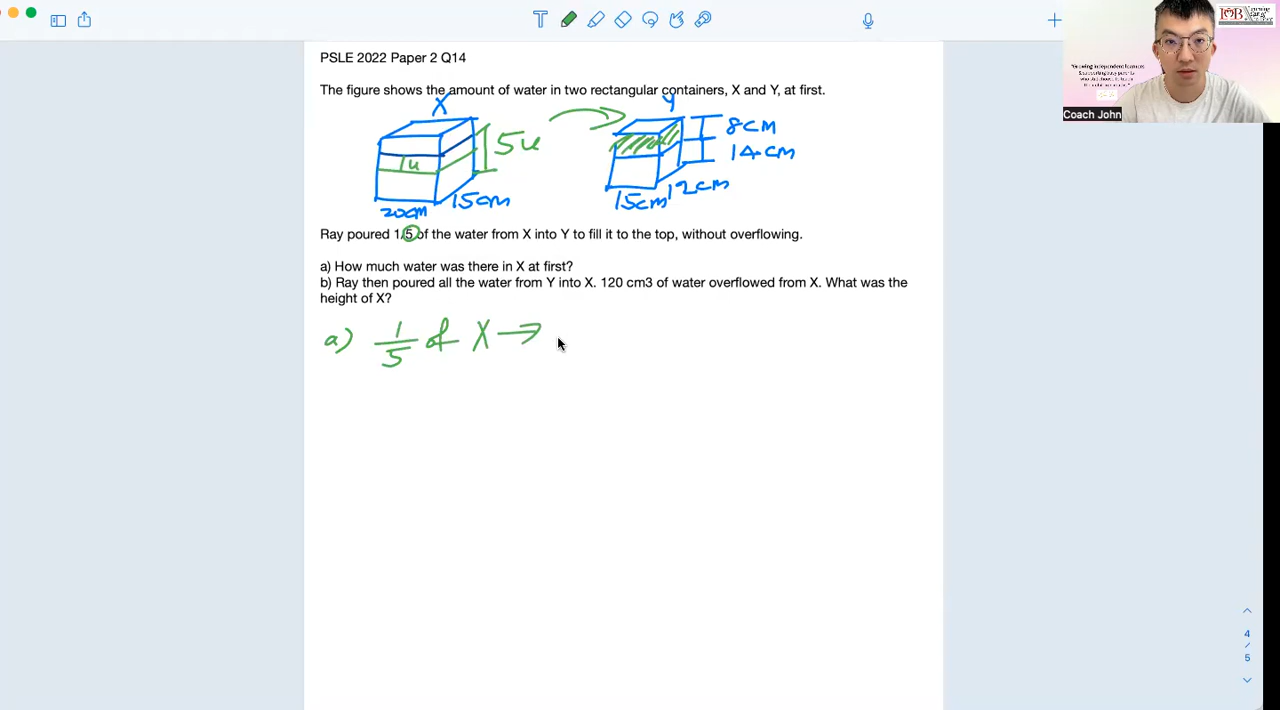 PSLE 2022 Paper 2 Q14
The figure shows the amount of water in two rectangular containers, X and Y, at first.
X
Y
5u
8cm
1u
14cm
20cm
15cm
15cm
12cm
Ray poured 1/5 of the water from X into Y to fill it to the top, without overflowing.
a) How much water was there in X at first?
b) Ray then poured all the water from Y into X. 120 cm3 of water overflowed from X. What was the
height of X?
a) 1/5 of X →
Coach John
4
/
5